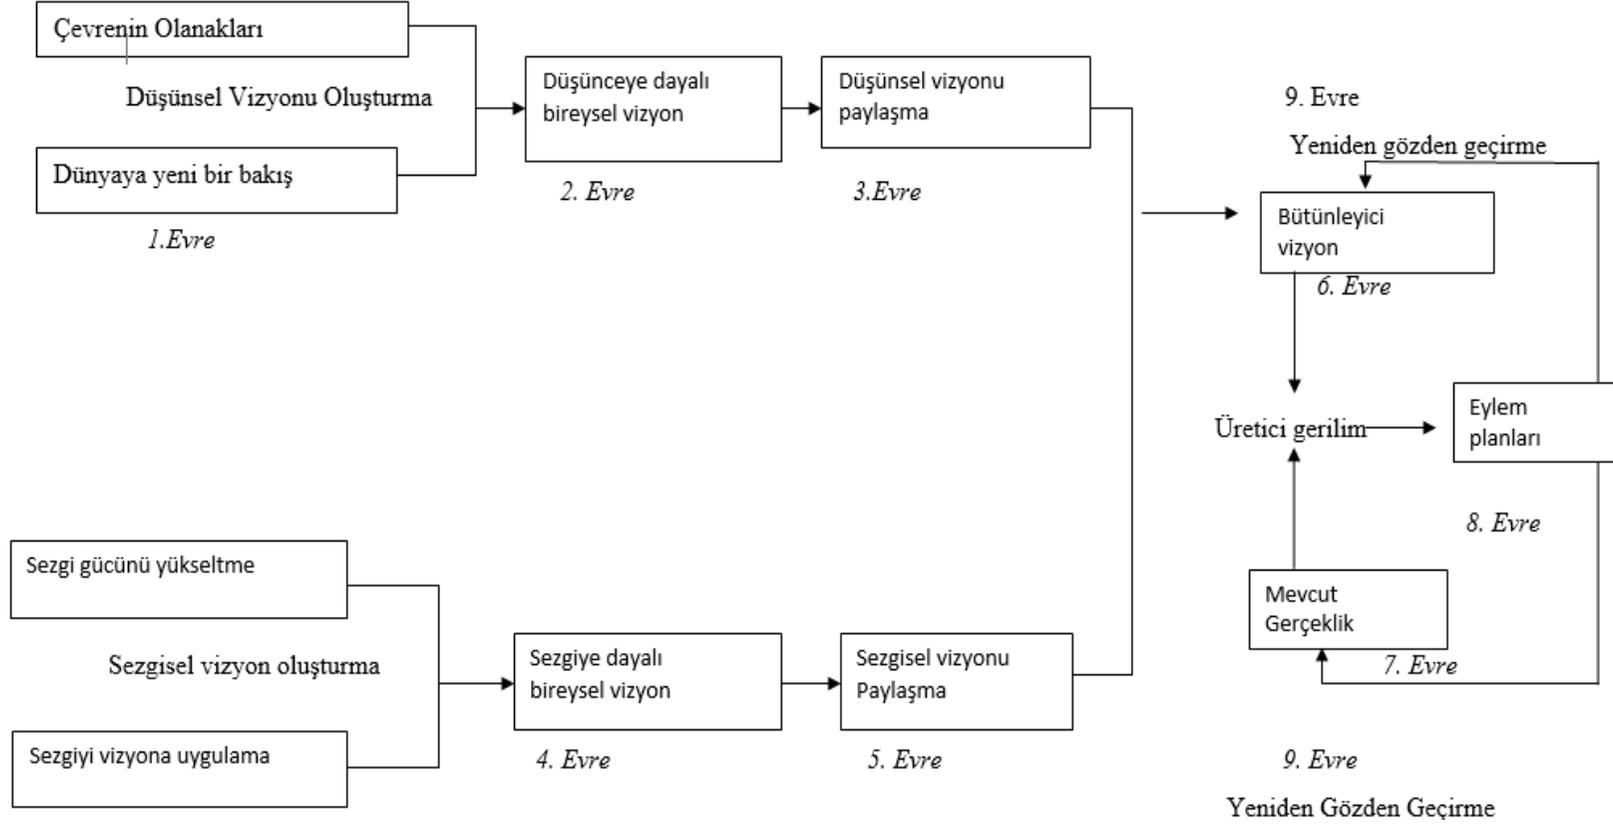 Çevrenin Olanakları
Düşünsel Vizyonu Oluşturma
Dünyaya yeni bir bakış
1.Evre
Düşünceye dayalı
bireysel vizyon
2. Evre
Düşünsel vizyonu
paylaşma
3.Evre
9. Evre
Yeniden gözden geçirme
Bütünleyici
vizyon
6. Evre
Üretici gerilim
Eylem
planları
8. Evre
Mevcut
Gerçeklik
7. Evre
Sezgi gücünü yükseltme
Sezgisel vizyon oluşturma
Sezgiyi vizyona uygulama
Sezgiye dayalı
bireysel vizyon
4. Evre
Sezgisel vizyonu
Paylaşma
5. Evre
9. Evre
Yeniden Gözden Geçirme